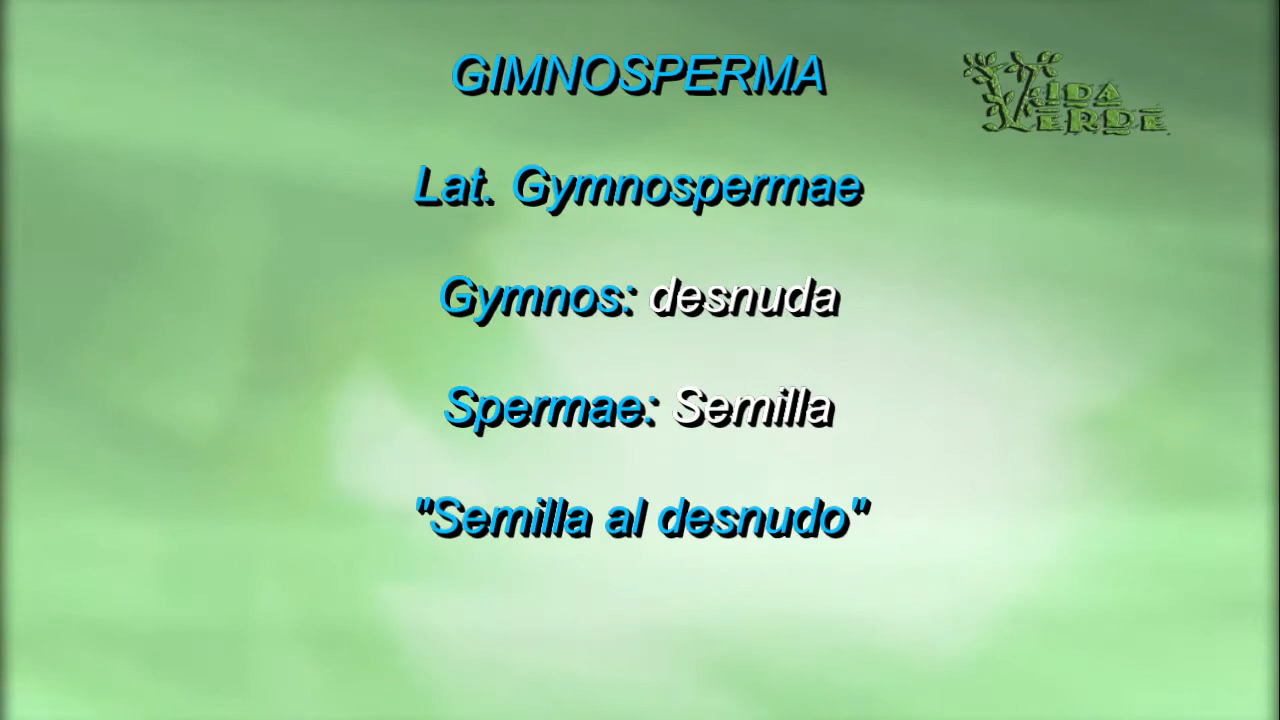 GIMNOSPERMA
VIDA VERDE
Lat. Gymnospermae
Gymnos: desnuda
Spermae: Semilla
"Semilla al desnudo"